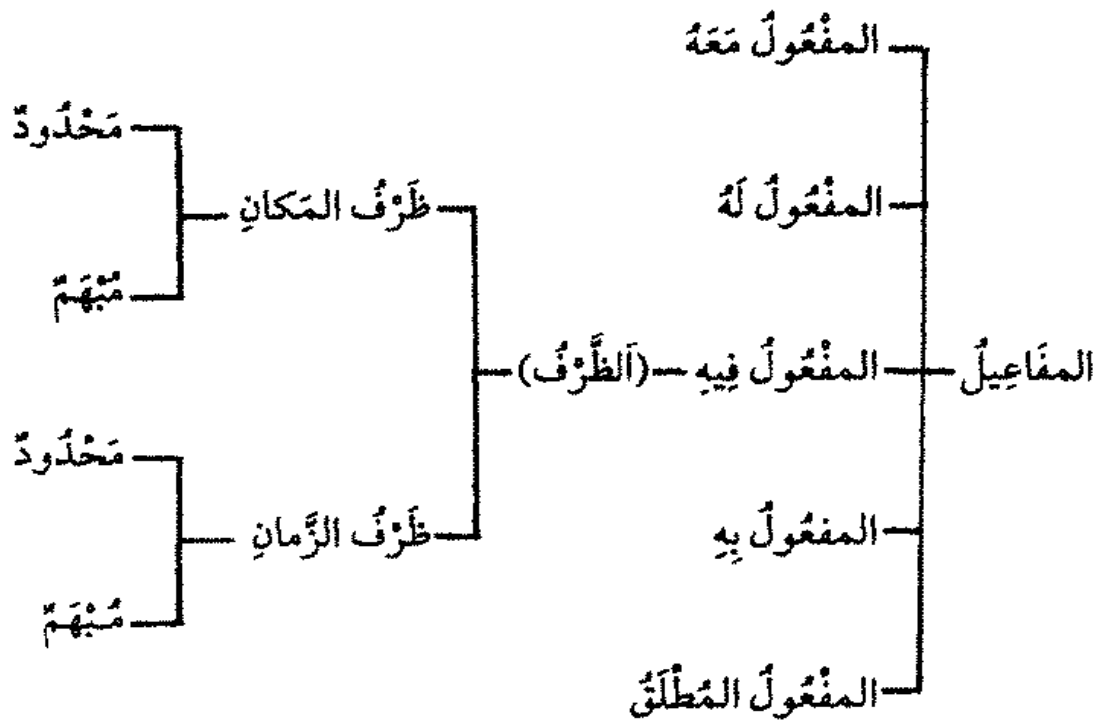 المفْعُولُ مَعَهُ
مَحْدُودٌ
ظَرْفُ المَكانِ
المفْعُولُ لَهُ
مُبْهَمٌ
المفَاعِيلُ
المفْعُولُ فِيهِ
(اَلظَّرْفُ)
مَحْدُودٌ
ظَرْفُ الزَّمانِ
المفعُولُ بِهِ
مُبْهَمٌ
المفْعُولُ المُطْلَقُ